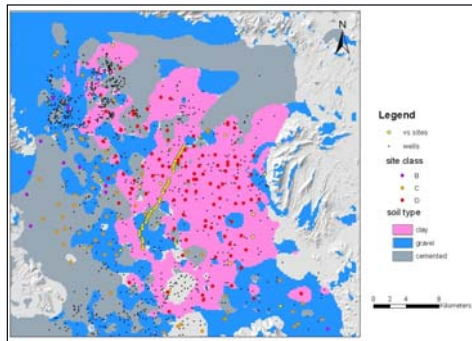 N
Legend
vs sites
wells
site class
B
C
D
soil type
clay
gravel
cemented
0 2 4 8
Kilometers